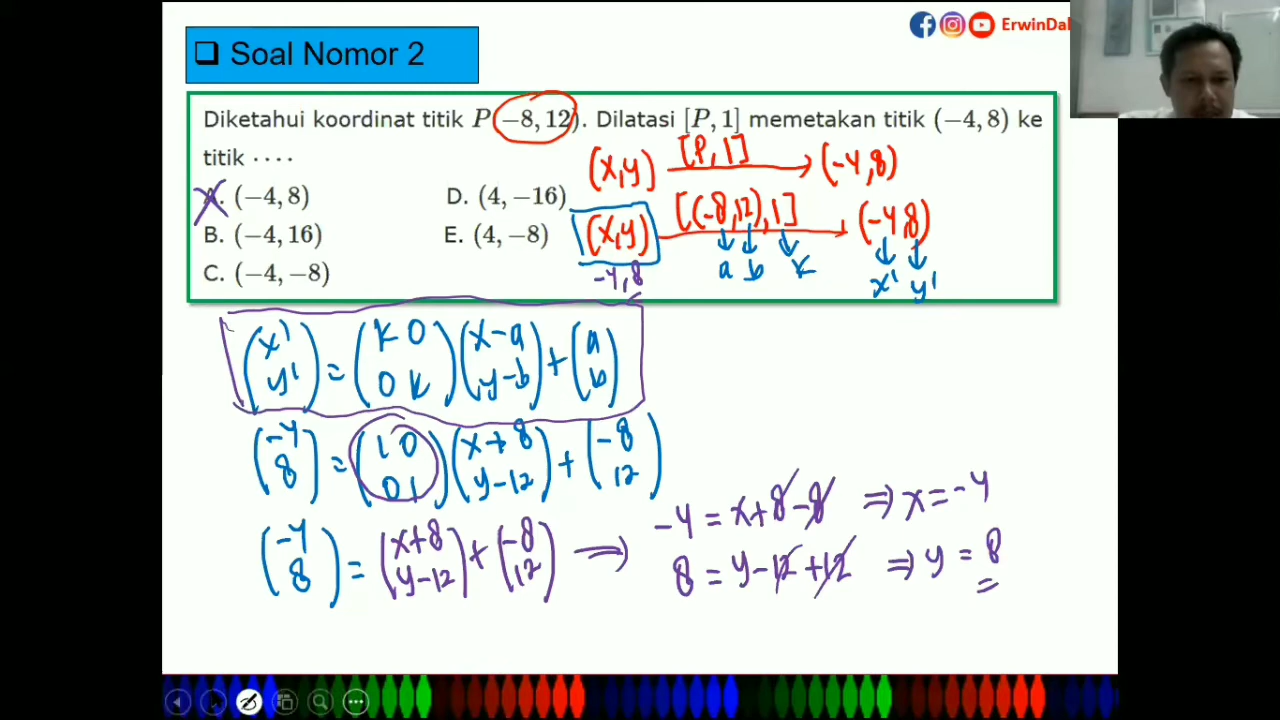 ErwinDal
❑ Soal Nomor 2
Diketahui koordinat titik P(−8, 12). Dilatasi [P, 1] memetakan titik (−4, 8) ke
titik ····
A. (−4, 8)
B. (−4, 16)
C. (−4, −8)
D. (4, −16)
E. (4, −8)
(x,y) [P,1] → (-4,8)
(x,y) [(-8,12),1] → (-4,8)
-4,8 a b k x' y'
(x' y') = (k 0 0 k)(x-a y-b) + (a b)
(-4 8) = (1 0 0 1)(x+8 y-12) + (-8 12)
(-4 8) = (x+8 y-12) + (-8 12) ⇒
-4 = x+8-8 ⇒ x = -4
8 = y-12+12 ⇒ y = 8